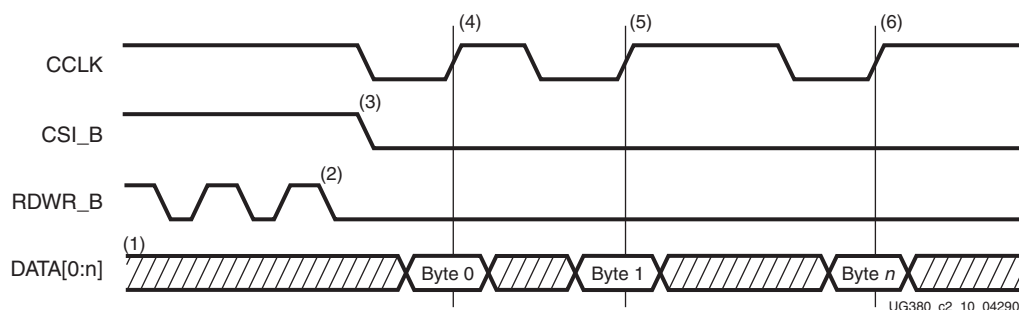 (4) (5) (6)
CCLK
(3)
CSI_B
(2)
RDWR_B
(1)
DATA[0:n] Byte 0 Byte 1 Byte n
UG380_c2_10_04290